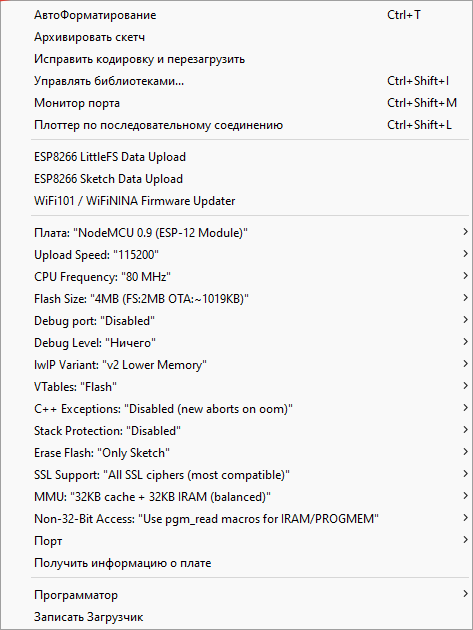 АвтоФорматирование Ctrl+T
Архивировать скетч
Исправить кодировку и перезагрузить
Управлять библиотеками... Ctrl+Shift+I
Монитор порта Ctrl+Shift+M
Плоттер по последовательному соединению Ctrl+Shift+L
ESP8266 LittleFS Data Upload
ESP8266 Sketch Data Upload
WiFi101 / WiFiNINA Firmware Updater
Плата: "NodeMCU 0.9 (ESP-12 Module)"
Upload Speed: "115200"
CPU Frequency: "80 MHz"
Flash Size: "4MB (FS:2MB OTA:~1019KB)"
Debug port: "Disabled"
Debug Level: "Ничего"
lwIP Variant: "v2 Lower Memory"
VTables: "Flash"
C++ Exceptions: "Disabled (new aborts on oom)"
Stack Protection: "Disabled"
Erase Flash: "Only Sketch"
SSL Support: "All SSL ciphers (most compatible)"
MMU: "32KB cache + 32KB IRAM (balanced)"
Non-32-Bit Access: "Use pgm_read macros for IRAM/PROGMEM"
Порт
Получить информацию о плате
Программатор
Записать Загрузчик